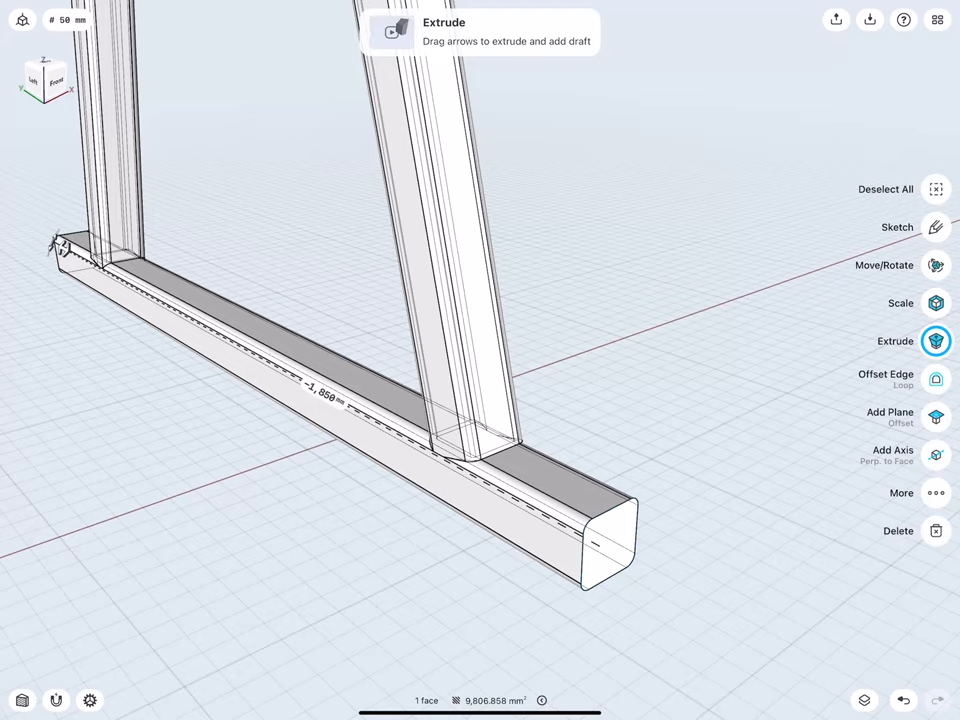 # 50 mm
Extrude
Drag arrows to extrude and add draft
Z
Left
Front
Y
X
Deselect All
Sketch
Move/Rotate
Scale
Extrude
Offset Edge
Loop
Add Plane
Offset
Add Axis
Perp. to Face
More
Delete
-1,850 mm
1 face
9,806.858 mm²